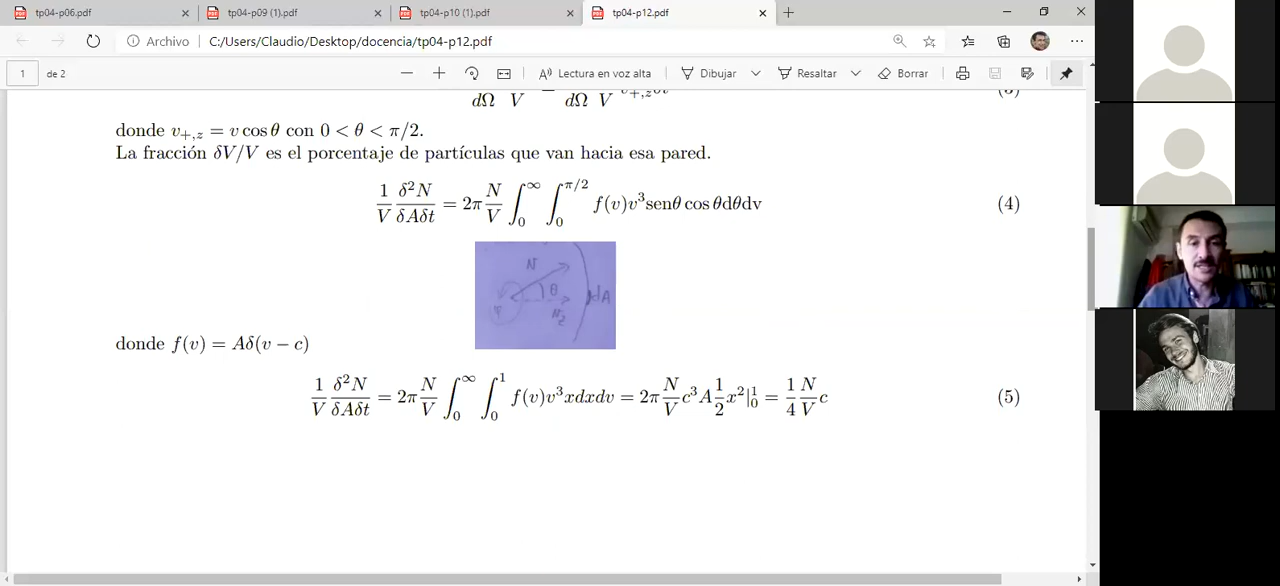 tp04-p06.pdf
tp04-p09 (1).pdf
tp04-p10 (1).pdf
tp04-p12.pdf
Archivo C:/Users/Claudio/Desktop/docencia/tp04-p12.pdf
1 de 2 Lectura en voz alta Dibujar Resaltar Borrar
dΩ V dΩ V
donde v₊,z = v cos θ con 0 < θ < π/2.
La fracción δV/V es el porcentaje de partículas que van hacia esa pared.
1/V δ²N/δAδt = 2π N/V ∫₀^∞ ∫₀^π/2 f(v)v³senθ cos θdθdv (4)
θ
dA
donde f(v) = Aδ(v − c)
1/V δ²N/δAδt = 2π N/V ∫₀^∞ ∫₀^1 f(v)v³xdxdv = 2π N/V c³A 1/2 x²|₀¹ = 1/4 N/V c (5)